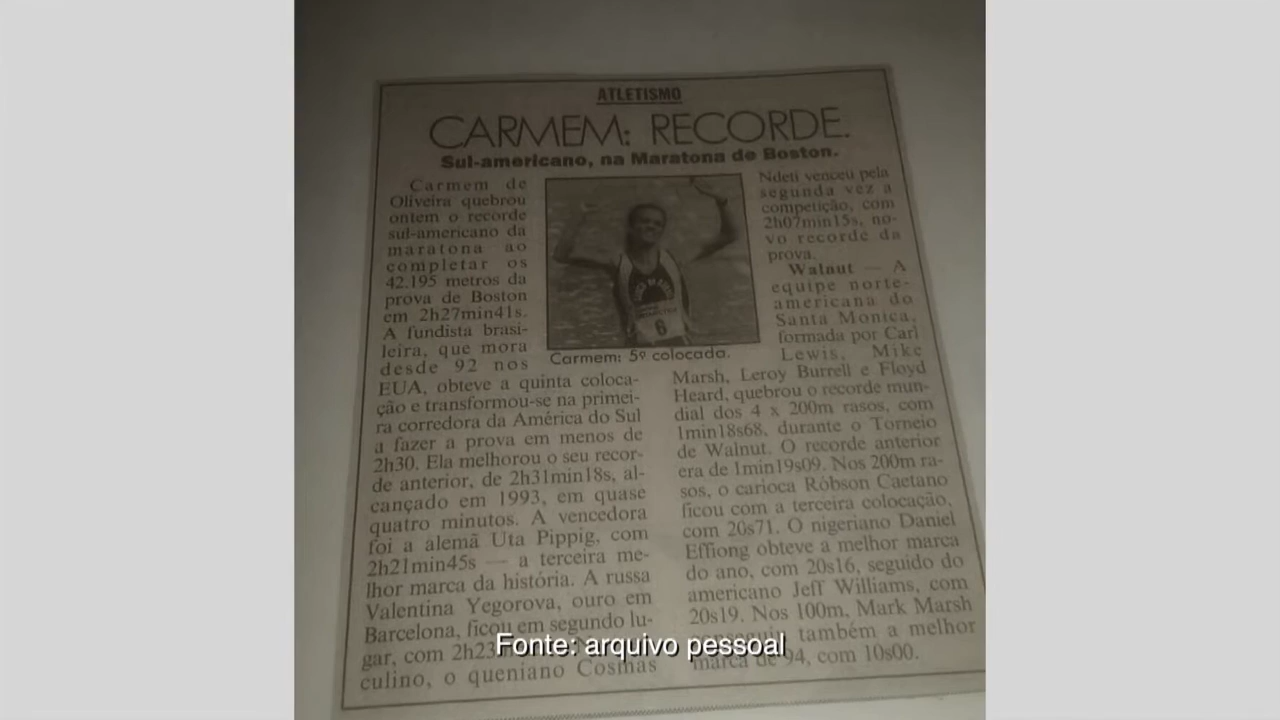 ATLETISMO
CARMEM: RECORDE.
Sul-americano, na Maratona de Boston.
Carmem de
Oliveira quebrou
ontem o recorde
sul-americano da
maratona ao
completar os
42.195 metros da
prova de Boston
em 2h27min41s.
A fundista brasi-
leira, que mora
desde 92 nos
EUA, obteve a quinta coloca-
ção e transformou-se na primei-
ra corredora da América do Sul
a fazer a prova em menos de
2h30. Ela melhorou o seu recor-
de anterior, de 2h31min18s, al-
cançado em 1993, em quase
quatro minutos. A vencedora
foi a alemã Uta Pippig, com
2h21min45s — a terceira me-
lhor marca da história. A russa
Valentina Yegorova, ouro em
Barcelona, ficou em segundo lu-
gar, com
culino, o queniano Cosmas
6
Carmem: 5ª colocada.
Ndeti venceu pela
segunda vez a
competição, com
2h07min15s, no-
vo recorde da
prova.
Walnut — A
equipe norte-
americana do
Santa Monica,
formada por Carl
Lewis, Mike
Marsh, Leroy Burrell e Floyd
Heard, quebrou o recorde mun-
dial dos 4 x 200m rasos, com
1min18s68, durante o Torneio
de Walnut. O recorde anterior
era de 1min19s09. Nos 200m ra-
sos, o carioca Róbson Caetano
ficou com a terceira colocação,
com 20s71. O nigeriano Daniel
Effiong obteve a melhor marca
do ano, com 20s16, seguido do
americano Jeff Williams, com
20s19. Nos 100m, Mark Marsh
também a melhor
marca de 94, com 10s00.
Fonte: arquivo pessoal